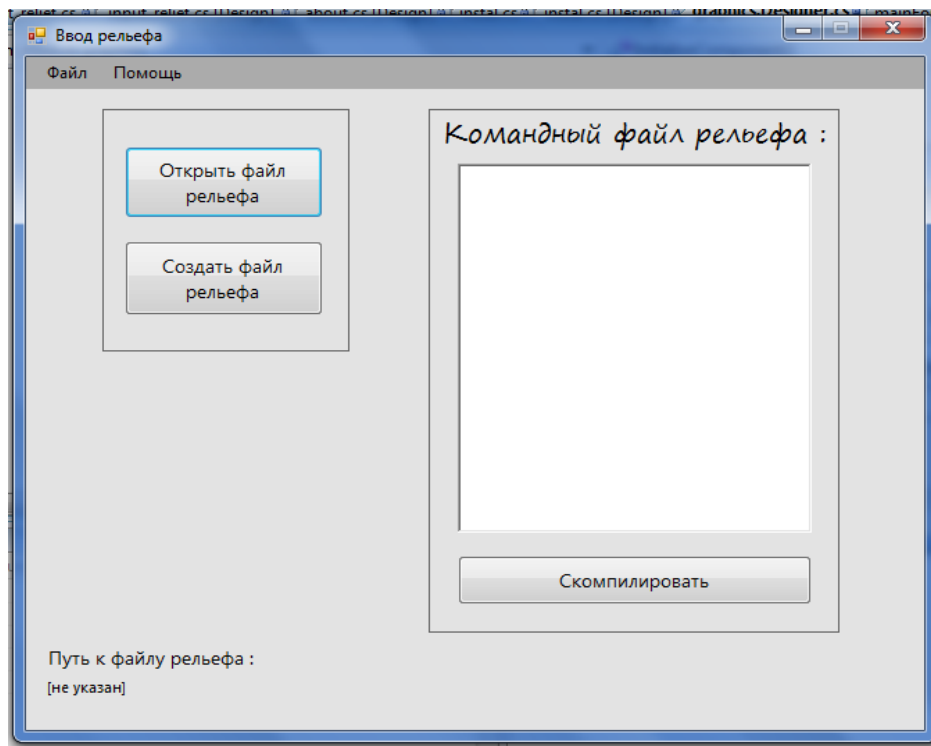 Ввод рельефа
Файл Помощь
Открыть файл
рельефа
Создать файл
рельефа
Командный файл рельефа :
Скомпилировать
Путь к файлу рельефа :
[не указан]